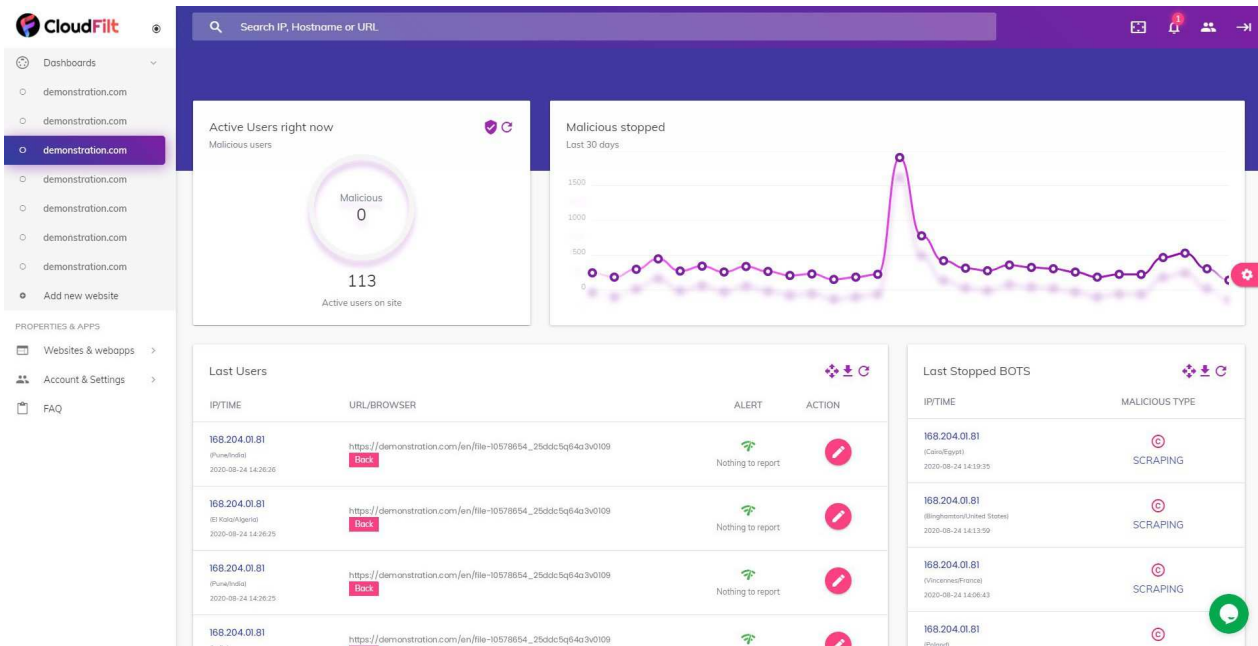 CloudFilt
Search IP, Hostname or URL
1
Dashboards
demonstration.com
demonstration.com
demonstration.com
demonstration.com
demonstration.com
demonstration.com
demonstration.com
Add new website
PROPERTIES & APPS
Websites & webapps
Account & Settings
FAQ
Active Users right now
Malicious users
Malicious
0
113
Active users on site
Malicious stopped
Last 30 days
1500
1000
500
0
Last Users
IP/TIME URL/BROWSER ALERT ACTION
168.204.01.81
(Pune/India)
2020-08-24 14:26:26
https://demonstration.com/en/file-10578654_25ddc5q64a3v0109
Back
Nothing to report
168.204.01.81
(El Kala/Algeria)
2020-08-24 14:26:25
https://demonstration.com/en/file-10578654_25ddc5q64a3v0109
Back
Nothing to report
168.204.01.81
(Pune/India)
2020-08-24 14:26:25
https://demonstration.com/en/file-10578654_25ddc5q64a3v0109
Back
Nothing to report
168.204.01.81
https://demonstration.com/en/file-10578654_25ddc5q64a3v0109
Last Stopped BOTS
IP/TIME MALICIOUS TYPE
168.204.01.81
(Cairo/Egypt)
2020-08-24 14:19:35
C
SCRAPING
168.204.01.81
(Binghamton/United States)
2020-08-24 14:13:59
C
SCRAPING
168.204.01.81
(Vincennes/France)
2020-08-24 14:06:43
C
SCRAPING
168.204.01.81
(Poland)
C